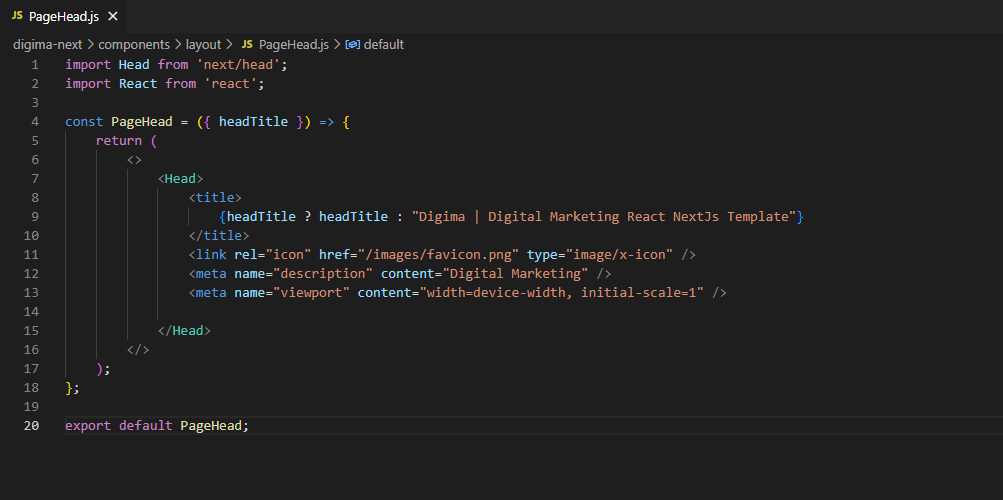 JS PageHead.js ×
digima-next > components > layout > JS PageHead.js > default
1 import Head from 'next/head';
2 import React from 'react';
3
4 const PageHead = ({ headTitle }) => {
5     return (
6         <>
7             <Head>
8                 <title>
9                     {headTitle ? headTitle : "Digima | Digital Marketing React NextJs Template"}
10                 </title>
11                 <link rel="icon" href="/images/favicon.png" type="image/x-icon" />
12                 <meta name="description" content="Digital Marketing" />
13                 <meta name="viewport" content="width=device-width, initial-scale=1" />
14
15             </Head>
16         </>
17     );
18 };
19
20 export default PageHead;